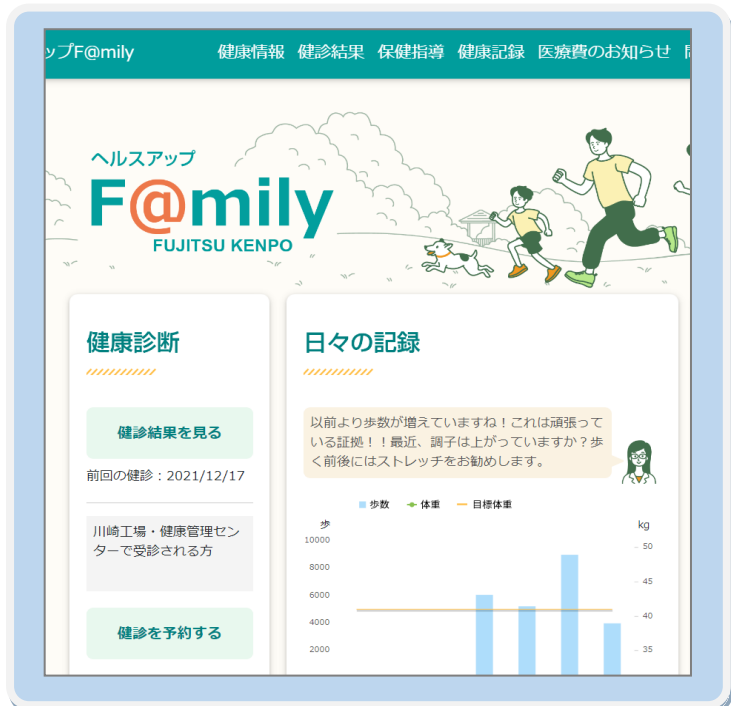 ップF@mily 健康情報 健診結果 保健指導 健康記録 医療費のお知らせ
ヘルスアップ
F@mily
FUJITSU KENPO
健康診断
健診結果を見る
前回の健診：2021/12/17
川崎工場・健康管理セン
ターで受診される方
健診を予約する
日々の記録
以前より歩数が増えていますね！これは頑張って
いる証拠！！最近、調子は上がっていますか？歩
く前後にはストレッチをお勧めします。
歩数 体重 目標体重
歩 kg
10000
50
8000
45
6000
40
4000
35
2000